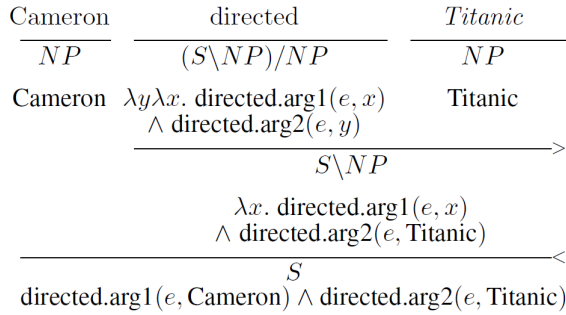 Cameron directed Titanic
NP (S\NP)/NP NP
Cameron λyλx. directed.arg1(e, x) Titanic
∧ directed.arg2(e, y)
>
S\NP
λx. directed.arg1(e, x)
∧ directed.arg2(e, Titanic)
<
S
directed.arg1(e, Cameron) ∧ directed.arg2(e, Titanic)